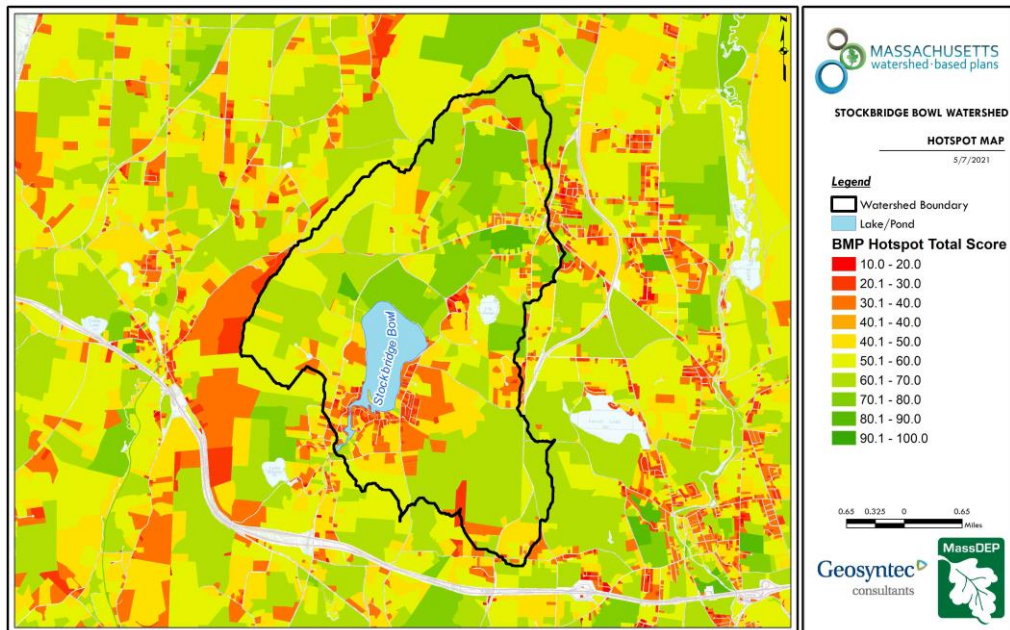 Stockbridge Bowl
MASSACHUSETTS
watershed-based plans
STOCKBRIDGE BOWL WATERSHED
HOTSPOT MAP
5/7/2021
Legend
Watershed Boundary
Lake/Pond
BMP Hotspot Total Score
10.0 - 20.0
20.1 - 30.0
30.1 - 40.0
40.1 - 40.0
40.1 - 50.0
50.1 - 60.0
60.1 - 70.0
70.1 - 80.0
80.1 - 90.0
90.1 - 100.0
0.65 0.325 0 0.65
Miles
Geosyntec
consultants
MassDEP